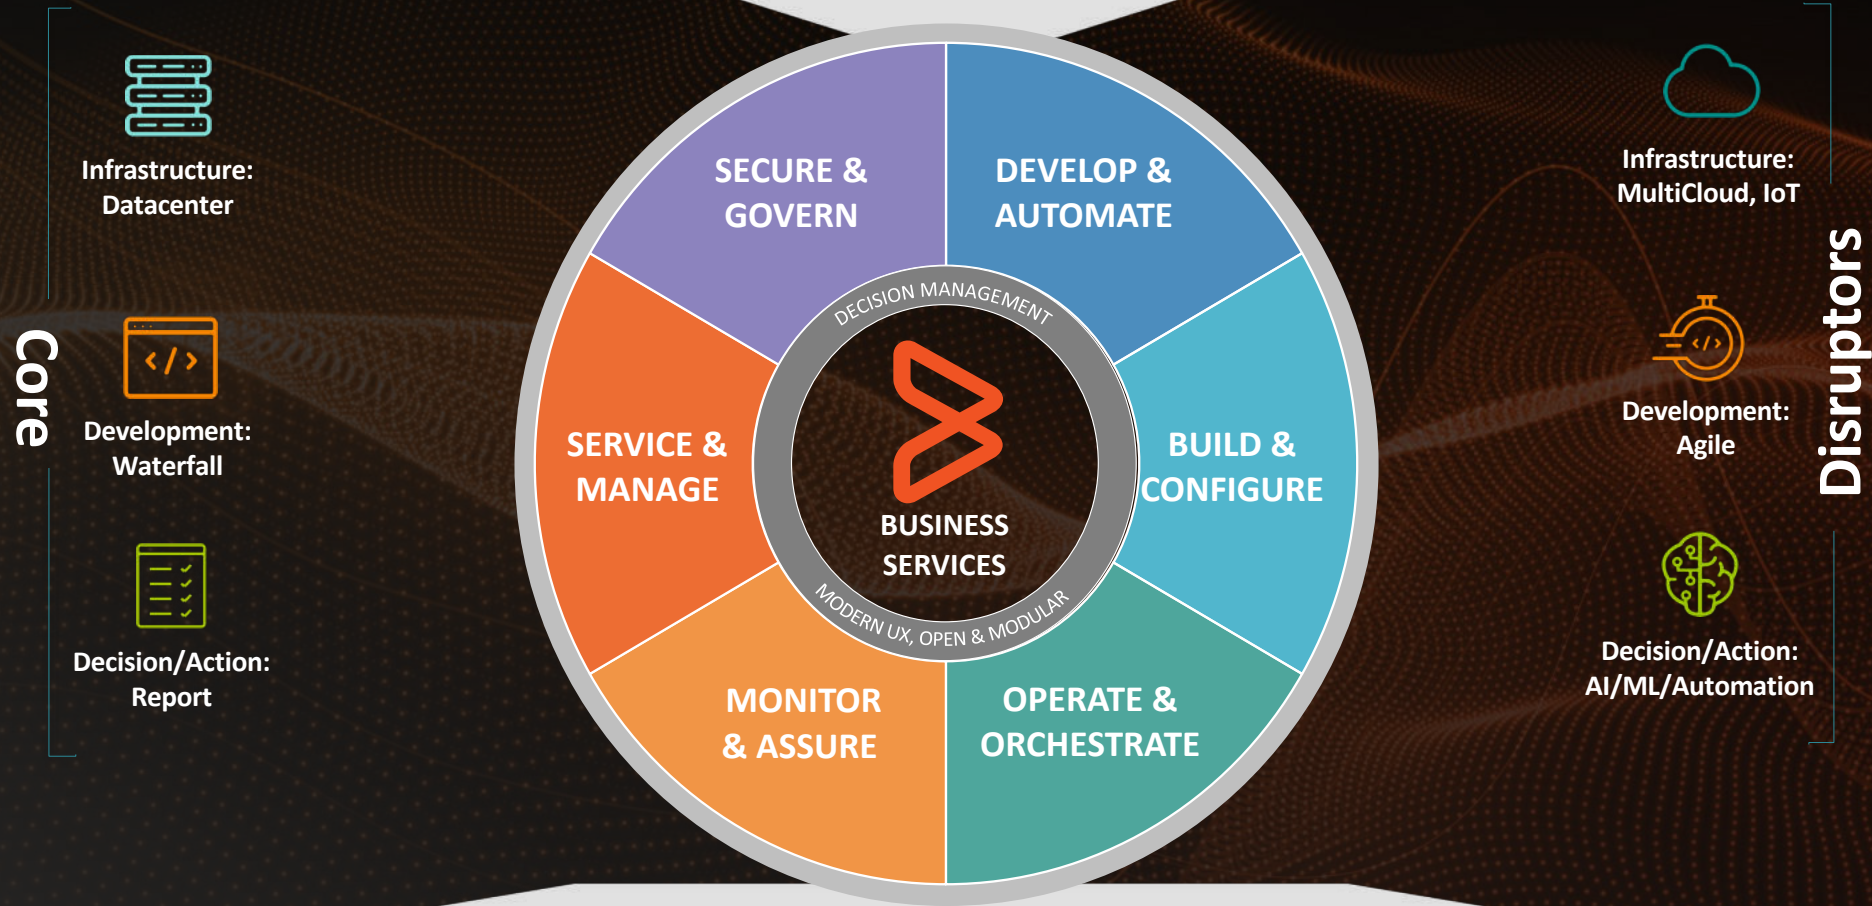 Core
Infrastructure:
Datacenter
Development:
Waterfall
Decision/Action:
Report
SECURE &
GOVERN
DEVELOP &
AUTOMATE
SERVICE &
MANAGE
BUILD &
CONFIGURE
MONITOR
& ASSURE
OPERATE &
ORCHESTRATE
DECISION MANAGEMENT
BUSINESS
SERVICES
MODERN UX, OPEN & MODULAR
Infrastructure:
MultiCloud, IoT
Development:
Agile
Decision/Action:
AI/ML/Automation
Disruptors